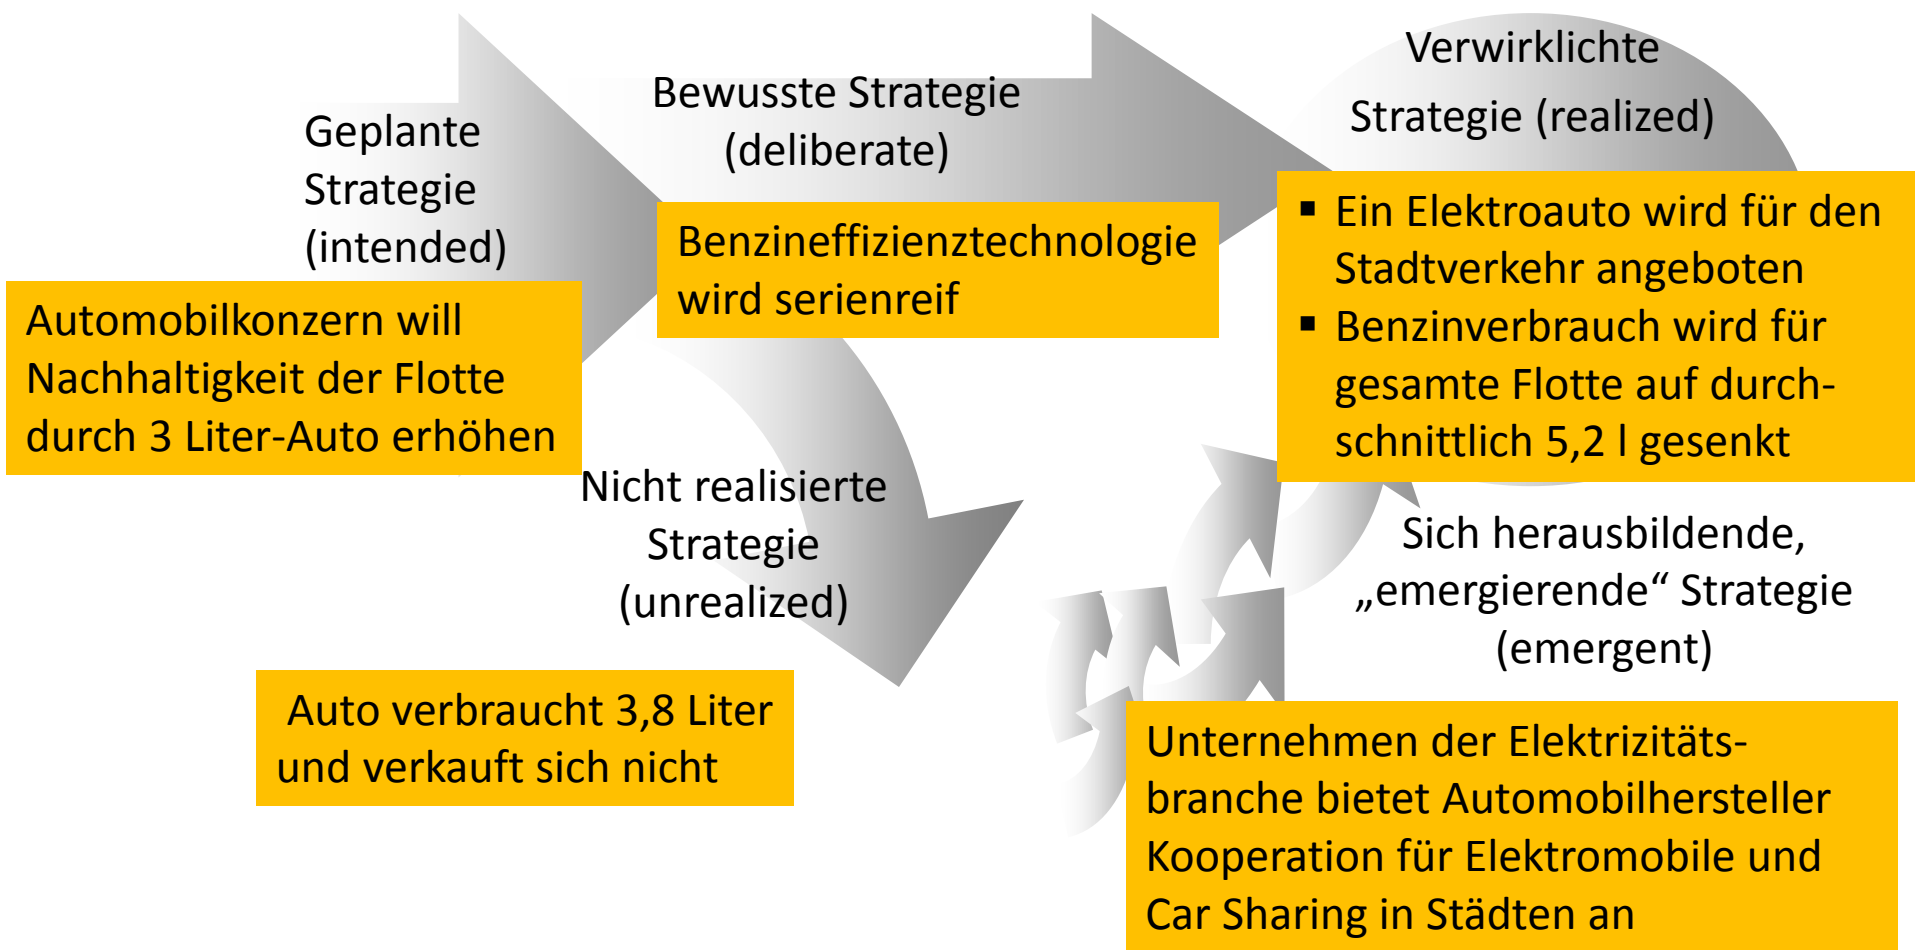 Geplante
Strategie
(intended)
Automobilkonzern will
Nachhaltigkeit der Flotte
durch 3 Liter-Auto erhöhen
Bewusste Strategie
(deliberate)
Benzineffizienztechnologie
wird serienreif
Verwirklichte
Strategie (realized)
▪ Ein Elektroauto wird für den
Stadtverkehr angeboten
▪ Benzinverbrauch wird für
gesamte Flotte auf durch-
schnittlich 5,2 l gesenkt
Nicht realisierte
Strategie
(unrealized)
Auto verbraucht 3,8 Liter
und verkauft sich nicht
Sich herausbildende,
„emergierende“ Strategie
(emergent)
Unternehmen der Elektrizitäts-
branche bietet Automobilhersteller
Kooperation für Elektromobile und
Car Sharing in Städten an